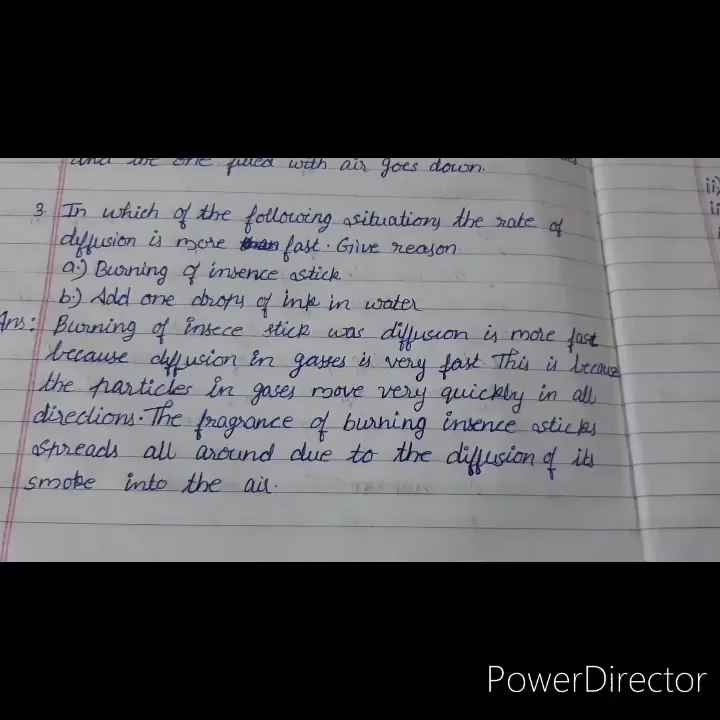 and the one filled with air goes down.
3. In which of the following situations the rate of
diffusion is more fast. Give reason.
a.) Burning of insence stick.
b.) Add one drops of ink in water
Ans: Burning of insece stick was diffusion is more fast
because diffusion in gasses is very fast. This is because
the particles in gases move very quickly in all
directions. The fragrance of burning insence sticks
spreads all around due to the diffusion of its
smoke into the air.
PowerDirector